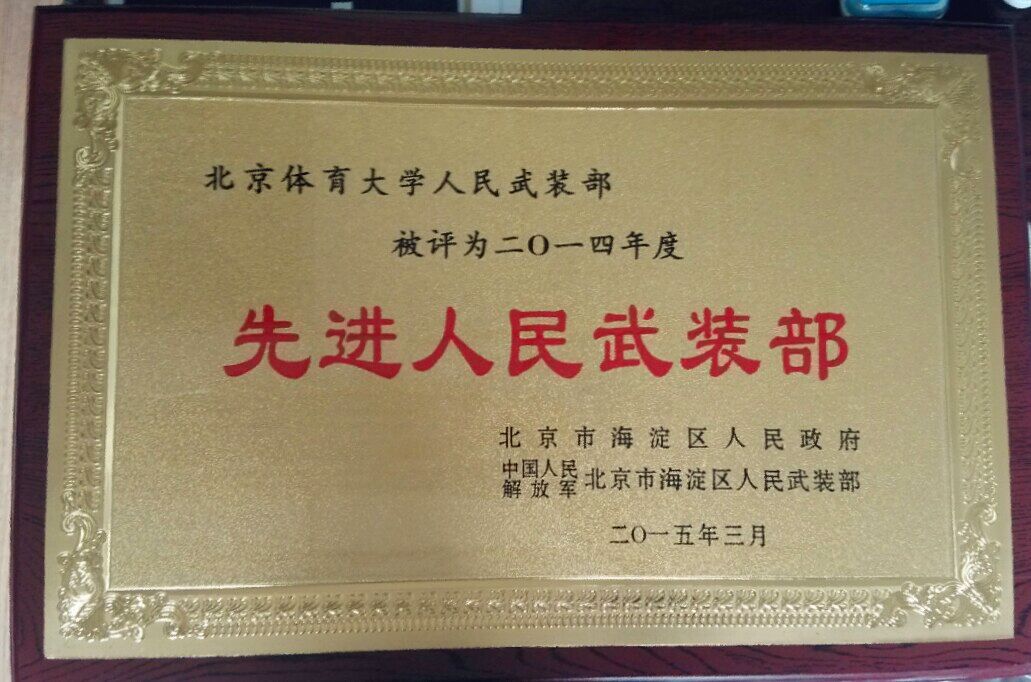 北京体育大学人民武装部
被评为二〇一四年度
先进人民武装部
北京市海淀区人民政府
中国人民解放军北京市海淀区人民武装部
二〇一五年三月